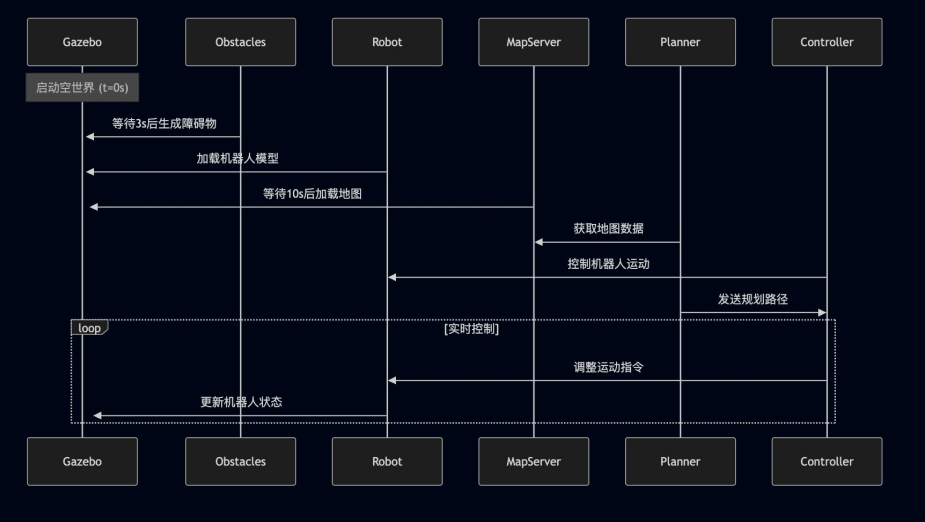 Gazebo
Obstacles
Robot
MapServer
Planner
Controller
启动空世界 (t=0s)
等待3s后生成障碍物
加载机器人模型
等待10s后加载地图
获取地图数据
控制机器人运动
发送规划路径
loop
[实时控制]
调整运动指令
更新机器人状态
Gazebo
Obstacles
Robot
MapServer
Planner
Controller